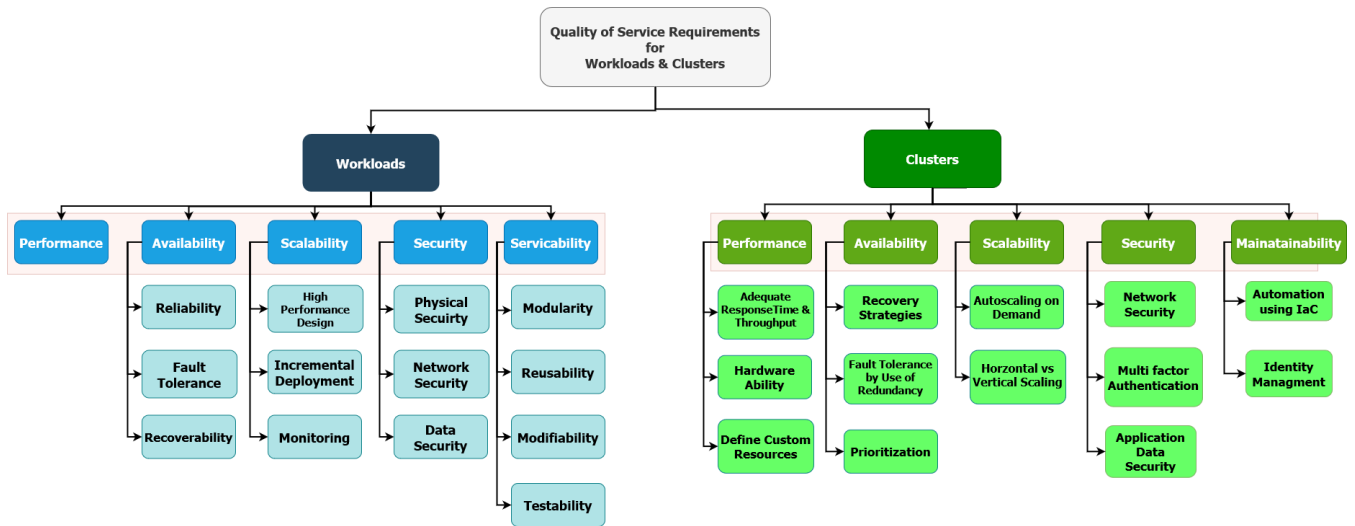 Quality of Service Requirements
for
Workloads & Clusters
Workloads
Clusters
Performance
Availability
Scalability
Security
Servicability
Performance
Availability
Scalability
Security
Mainatainability
Reliability
Fault
Tolerance
Recoverability
High
Performance
Design
Incremental
Deployment
Monitoring
Physical
Secuirty
Network
Security
Data
Security
Modularity
Reusability
Modifiability
Testability
Adequate
ResponseTime &
Throughput
Hardware
Ability
Define Custom
Resources
Recovery
Strategies
Fault Tolerance
by Use of
Redundancy
Prioritization
Autoscaling on
Demand
Horzontal vs
Vertical Scaling
Network
Security
Multi factor
Authentication
Application
Data
Security
Automation
using IaC
Identity
Managment